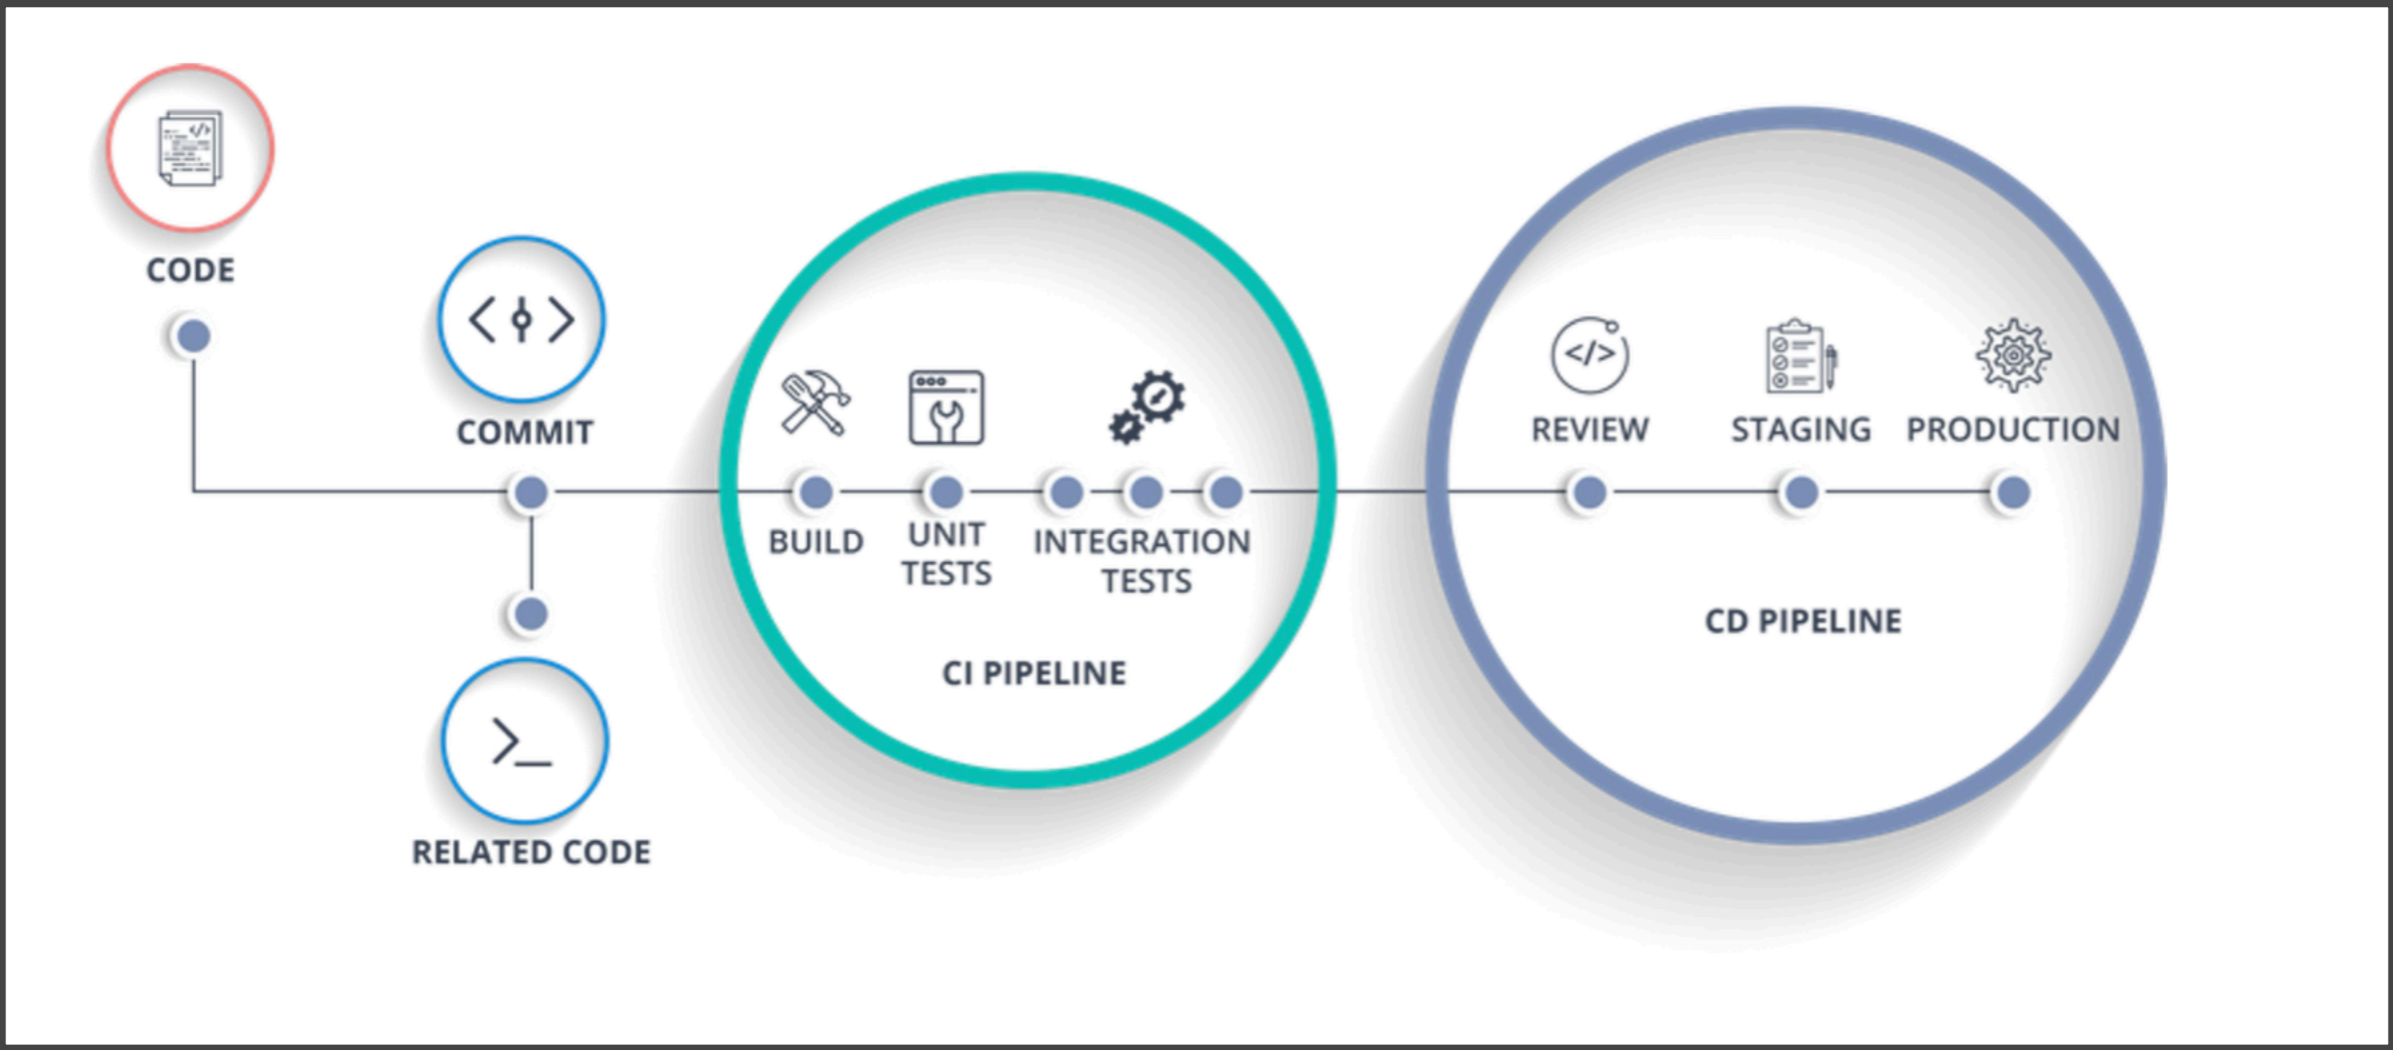 CODE
COMMIT
RELATED CODE
BUILD
UNIT
TESTS
INTEGRATION
TESTS
CI PIPELINE
REVIEW
STAGING
PRODUCTION
CD PIPELINE